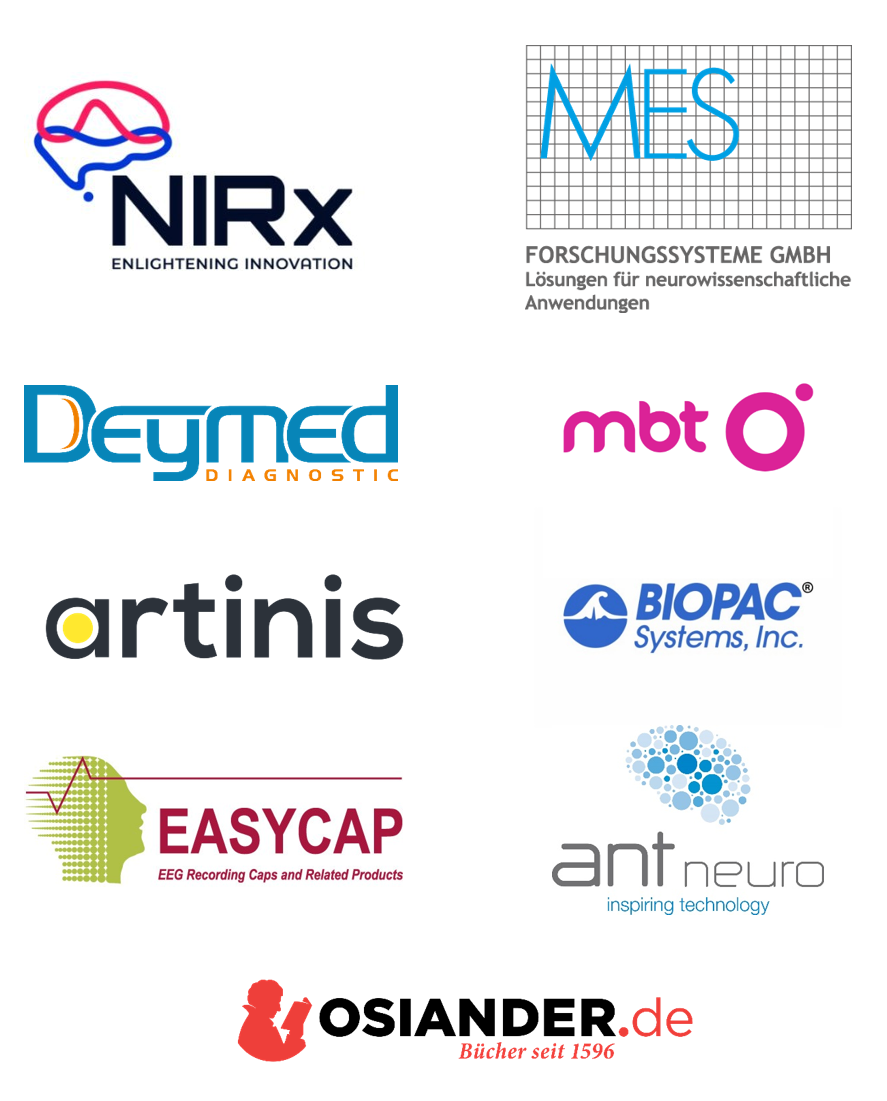 NIRx
ENLIGHTENING INNOVATION
MES
FORSCHUNGSSYSTEME GMBH
Lösungen für neurowissenschaftliche
Anwendungen
Deymed
DIAGNOSTIC
mbt
artinis
BIOPAC®
Systems, Inc.
EASYCAP
EEG Recording Caps and Related Products
ant neuro
inspiring technology
OSIANDER.de
Bücher seit 1596